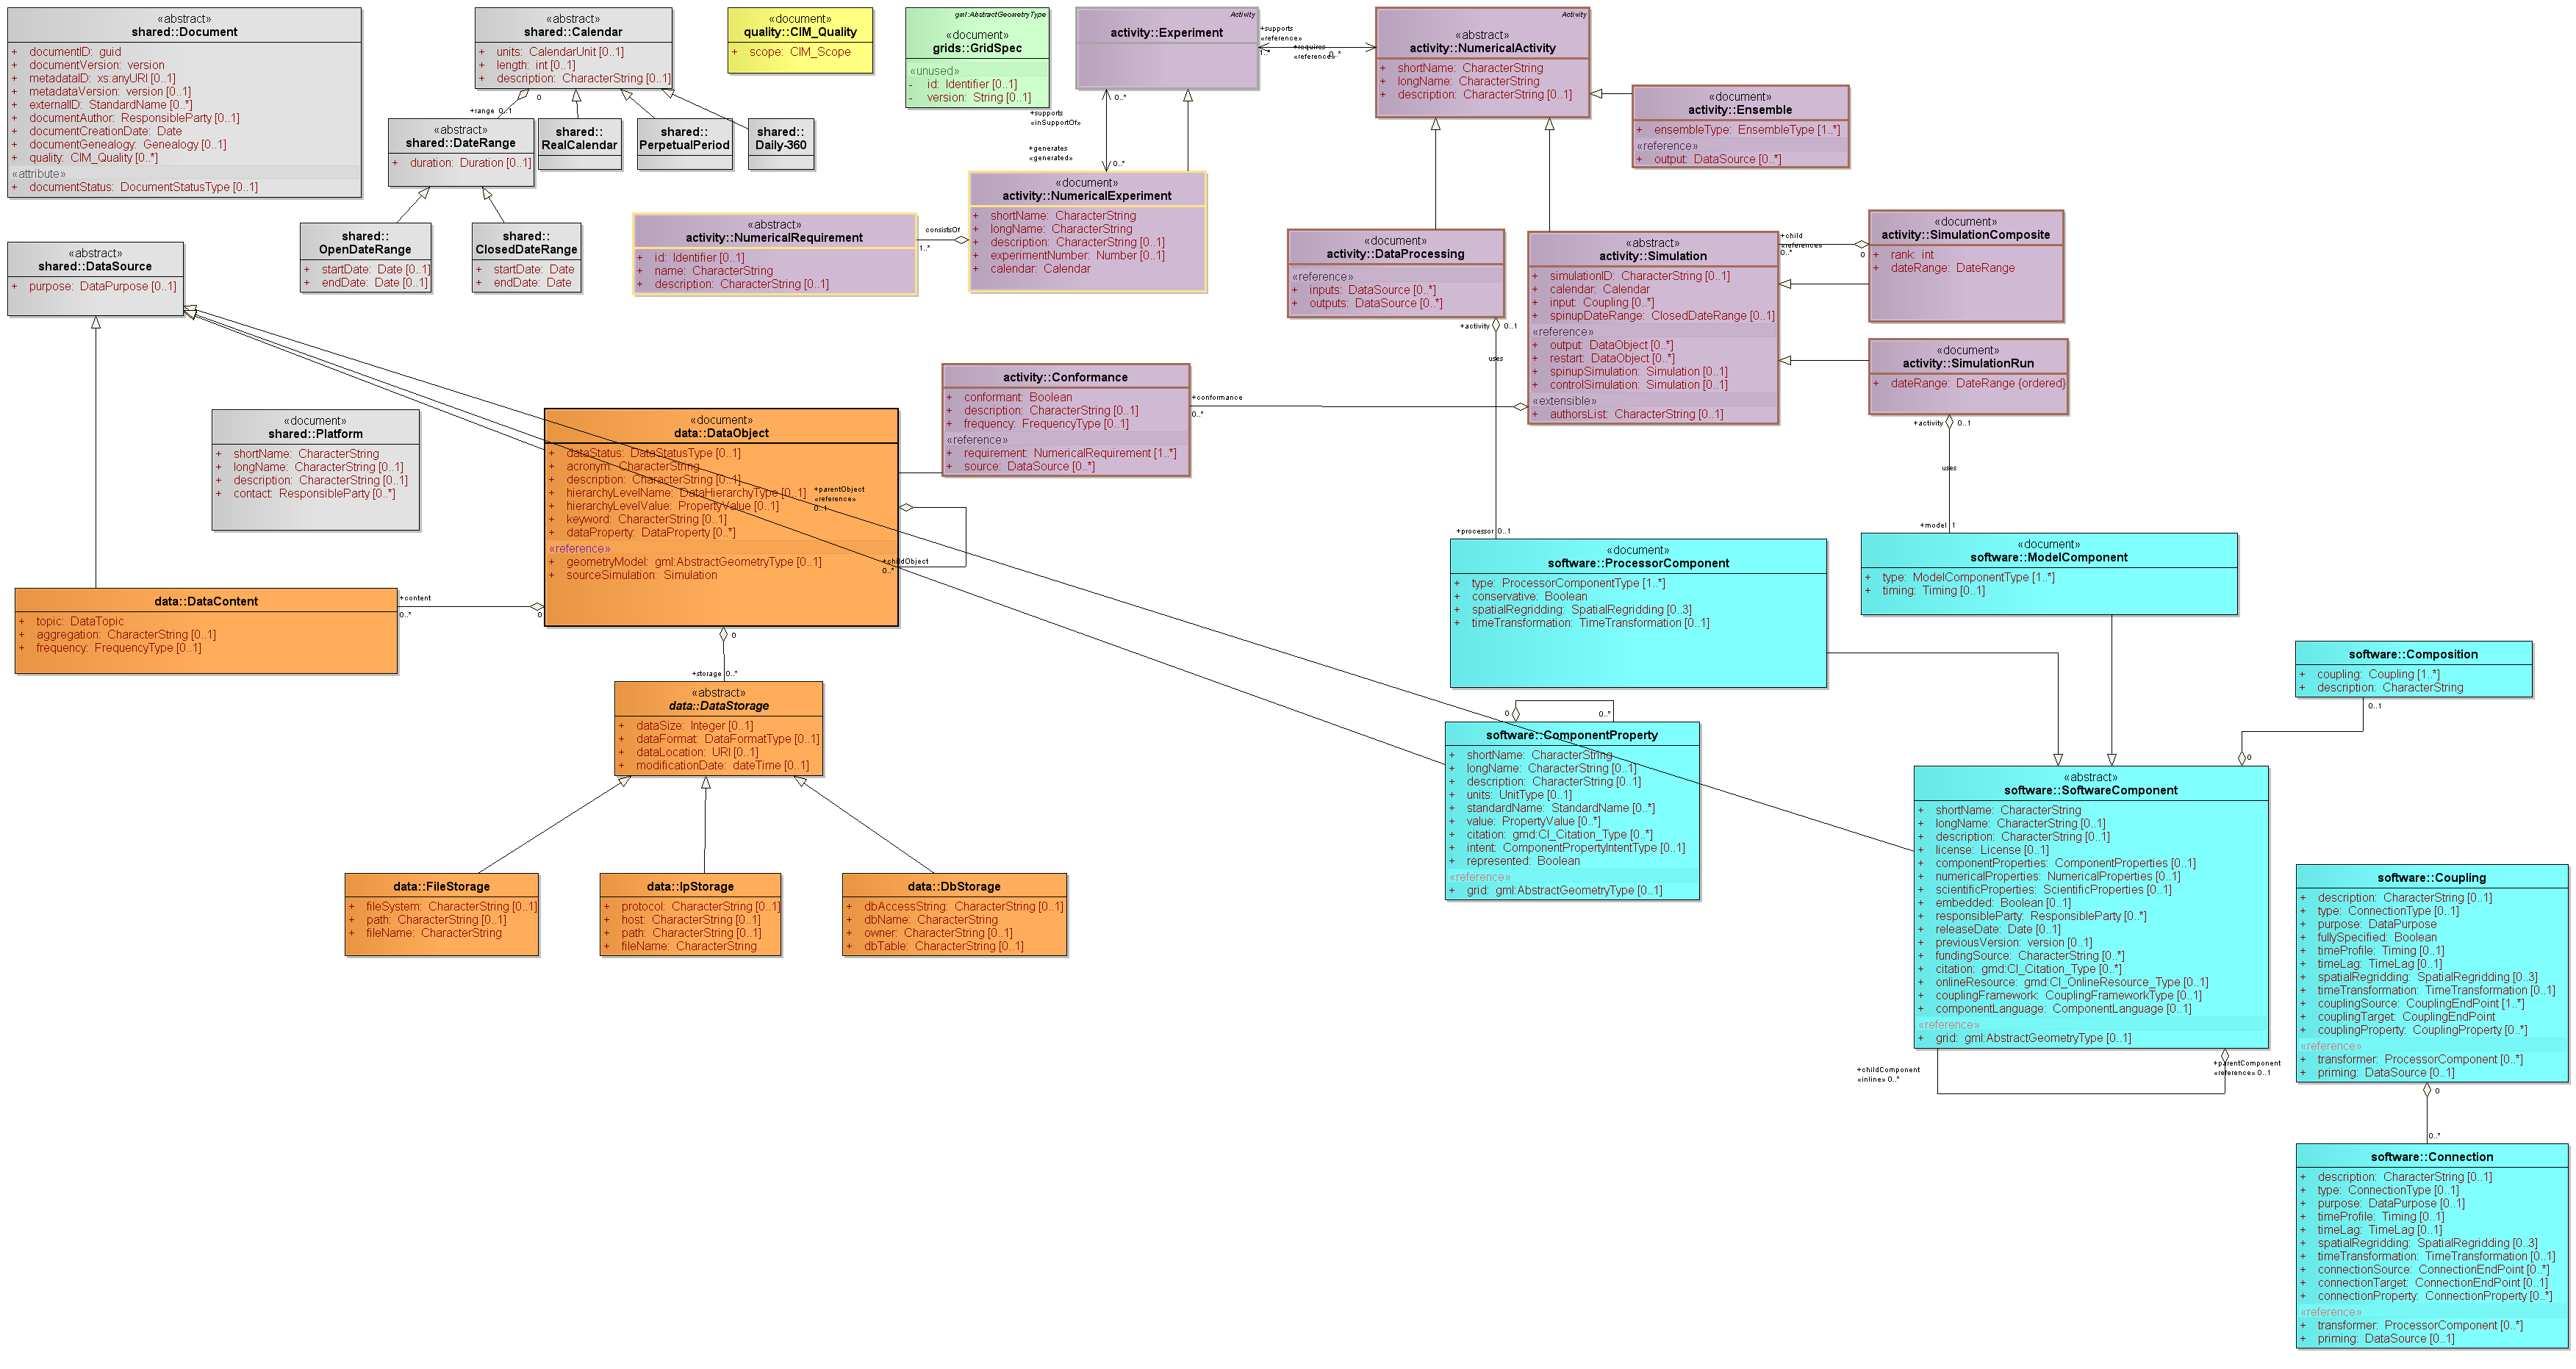 «abstract»
shared::Document
+ documentID: guid
+ documentVersion: version
+ metadataID: xs:anyURI [0..1]
+ metadataVersion: version [0..1]
+ externalID: StandardName [0..*]
+ documentAuthor: ResponsibleParty [0..1]
+ documentCreationDate: Date
+ documentGenealogy: Genealogy [0..1]
+ quality: CIM_Quality [0..*]
«attribute»
+ documentStatus: DocumentStatusType [0..1]
«abstract»
shared::Calendar
+ units: CalendarUnit [0..1]
+ length: int [0..1]
+ description: CharacterString [0..1]
+range 0..1
0
«abstract»
shared::DateRange
+ duration: Duration [0..1]
shared::
RealCalendar
shared::
PerpetualPeriod
shared::
Daily-360
shared::
OpenDateRange
+ startDate: Date [0..1]
+ endDate: Date [0..1]
shared::
ClosedDateRange
+ startDate: Date
+ endDate: Date
«document»
quality::CIM_Quality
+ scope: CIM_Scope
gml:AbstractGeometryType
«document»
grids::GridSpec
«unused»
- id: Identifier [0..1]
- version: String [0..1]
Activity
activity::Experiment
+supports
«reference»
1..*
+requires
«reference»
0..*
Activity
«abstract»
activity::NumericalActivity
+ shortName: CharacterString
+ longName: CharacterString
+ description: CharacterString [0..1]
«document»
activity::Ensemble
+ ensembleType: EnsembleType [1..*]
«reference»
+ output: DataSource [0..*]
0..*
+supports
«inSupportOf»
+generates
«generated»
0..*
«document»
activity::NumericalExperiment
+ shortName: CharacterString
+ longName: CharacterString
+ description: CharacterString [0..1]
+ experimentNumber: Number [0..1]
+ calendar: Calendar
consistsOf
1..*
«abstract»
activity::NumericalRequirement
+ id: Identifier [0..1]
+ name: CharacterString
+ description: CharacterString [0..1]
«document»
activity::DataProcessing
«reference»
+ inputs: DataSource [0..*]
+ outputs: DataSource [0..*]
+activity 0..1
uses
+processor 0..1
«abstract»
activity::Simulation
+ simulationID: CharacterString [0..1]
+ calendar: Calendar
+ input: Coupling [0..*]
+ spinupDateRange: ClosedDateRange [0..1]
«reference»
+ output: DataObject [0..*]
+ restart: DataObject [0..*]
+ spinupSimulation: Simulation [0..1]
+ controlSimulation: Simulation [0..1]
«extensible»
+ authorsList: CharacterString [0..1]
+child
«references»
0..*
0
«document»
activity::SimulationComposite
+ rank: int
+ dateRange: DateRange
«document»
activity::SimulationRun
+ dateRange: DateRange {ordered}
+activity 0..1
uses
+model 1
«abstract»
shared::DataSource
+ purpose: DataPurpose [0..1]
«document»
shared::Platform
+ shortName: CharacterString
+ longName: CharacterString [0..1]
+ description: CharacterString [0..1]
+ contact: ResponsibleParty [0..*]
activity::Conformance
+ conformant: Boolean
+ description: CharacterString [0..1]
+ frequency: FrequencyType [0..1]
«reference»
+ requirement: NumericalRequirement [1..*]
+ source: DataSource [0..*]
+conformance
0..*
«document»
data::DataObject
+ dataStatus: DataStatusType [0..1]
+ acronym: CharacterString
+ description: CharacterString [0..1]
+ hierarchyLevelName: DataHierarchyType [0..1]
+ hierarchyLevelValue: PropertyValue [0..1]
+ keyword: CharacterString [0..1]
+ dataProperty: DataProperty [0..*]
«reference»
+ geometryModel: gml:AbstractGeometryType [0..1]
+ sourceSimulation: Simulation
+parentObject
«reference»
0..1
+childObject
0..*
data::DataContent
+ topic: DataTopic
+ aggregation: CharacterString [0..1]
+ frequency: FrequencyType [0..1]
+content
0..*
0
0
+storage 0..*
«abstract»
data::DataStorage
+ dataSize: Integer [0..1]
+ dataFormat: DataFormatType [0..1]
+ dataLocation: URI [0..1]
+ modificationDate: dateTime [0..1]
data::FileStorage
+ fileSystem: CharacterString [0..1]
+ path: CharacterString [0..1]
+ fileName: CharacterString
data::IpStorage
+ protocol: CharacterString [0..1]
+ host: CharacterString [0..1]
+ path: CharacterString [0..1]
+ fileName: CharacterString
data::DbStorage
+ dbAccessString: CharacterString [0..1]
+ dbName: CharacterString
+ owner: CharacterString [0..1]
+ dbTable: CharacterString [0..1]
«document»
software::ProcessorComponent
+ type: ProcessorComponentType [1..*]
+ conservative: Boolean
+ spatialRegridding: SpatialRegridding [0..3]
+ timeTransformation: TimeTransformation [0..1]
«document»
software::ModelComponent
+ type: ModelComponentType [1..*]
+ timing: Timing [0..1]
0
0..*
software::ComponentProperty
+ shortName: CharacterString
+ longName: CharacterString [0..1]
+ description: CharacterString [0..1]
+ units: UnitType [0..1]
+ standardName: StandardName [0..*]
+ value: PropertyValue [0..*]
+ citation: gmd:CI_Citation_Type [0..*]
+ intent: ComponentPropertyIntentType [0..1]
+ represented: Boolean
«reference»
+ grid: gml:AbstractGeometryType [0..1]
software::Composition
+ coupling: Coupling [1..*]
+ description: CharacterString
0..1
0
«abstract»
software::SoftwareComponent
+ shortName: CharacterString
+ longName: CharacterString [0..1]
+ description: CharacterString [0..1]
+ license: License [0..1]
+ componentProperties: ComponentProperties [0..1]
+ numericalProperties: NumericalProperties [0..1]
+ scientificProperties: ScientificProperties [0..1]
+ embedded: Boolean [0..1]
+ responsibleParty: ResponsibleParty [0..*]
+ releaseDate: Date [0..1]
+ previousVersion: version [0..1]
+ fundingSource: CharacterString [0..*]
+ citation: gmd:CI_Citation_Type [0..*]
+ onlineResource: gmd:CI_OnlineResource_Type [0..1]
+ couplingFramework: CouplingFrameworkType [0..1]
+ componentLanguage: ComponentLanguage [0..1]
«reference»
+ grid: gml:AbstractGeometryType [0..1]
+childComponent
«inline» 0..*
+parentComponent
«reference» 0..1
software::Coupling
+ description: CharacterString [0..1]
+ type: ConnectionType [0..1]
+ purpose: DataPurpose
+ fullySpecified: Boolean
+ timeProfile: Timing [0..1]
+ timeLag: TimeLag [0..1]
+ spatialRegridding: SpatialRegridding [0..3]
+ timeTransformation: TimeTransformation [0..1]
+ couplingSource: CouplingEndPoint [1..*]
+ couplingTarget: CouplingEndPoint
+ couplingProperty: CouplingProperty [0..*]
«reference»
+ transformer: ProcessorComponent [0..*]
+ priming: DataSource [0..1]
0
0..*
software::Connection
+ description: CharacterString [0..1]
+ type: ConnectionType [0..1]
+ purpose: DataPurpose [0..1]
+ timeProfile: Timing [0..1]
+ timeLag: TimeLag [0..1]
+ spatialRegridding: SpatialRegridding [0..3]
+ timeTransformation: TimeTransformation [0..1]
+ connectionSource: ConnectionEndPoint [0..*]
+ connectionTarget: ConnectionEndPoint [0..1]
+ connectionProperty: ConnectionProperty [0..*]
«reference»
+ transformer: ProcessorComponent [0..*]
+ priming: DataSource [0..1]